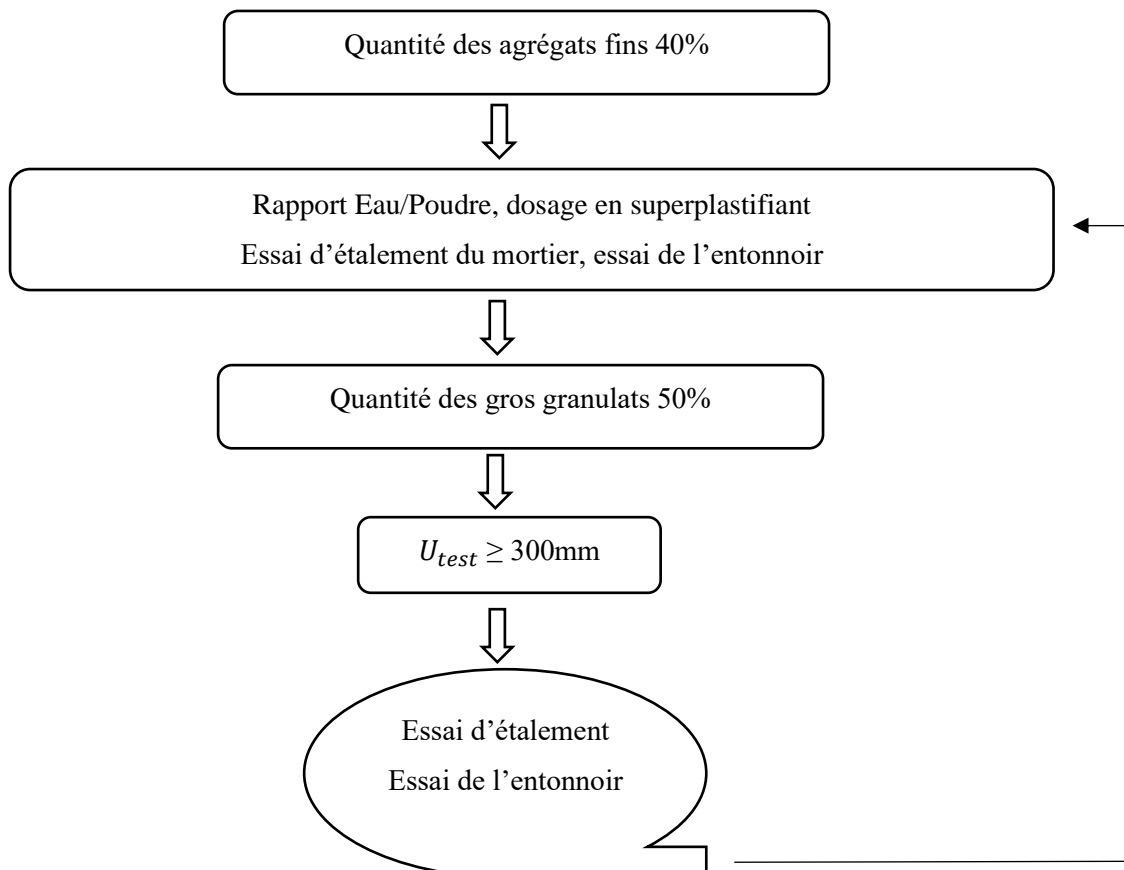 Quantité des agrégats fins 40%
Rapport Eau/Poudre, dosage en superplastifiant
Essai d’étalement du mortier, essai de l’entonnoir
Quantité des gros granulats 50%
𝑈𝑡𝑒𝑠𝑡 ≥ 300mm
Essai d’étalement
Essai de l’entonnoir